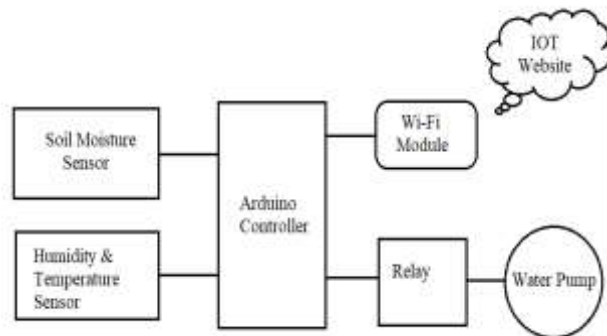 IOT
Website
Wi-Fi
Module
Soil Moisture
Sensor
Arduino
Controller
Humidity &
Temperature
Sensor
Relay
Water Pump